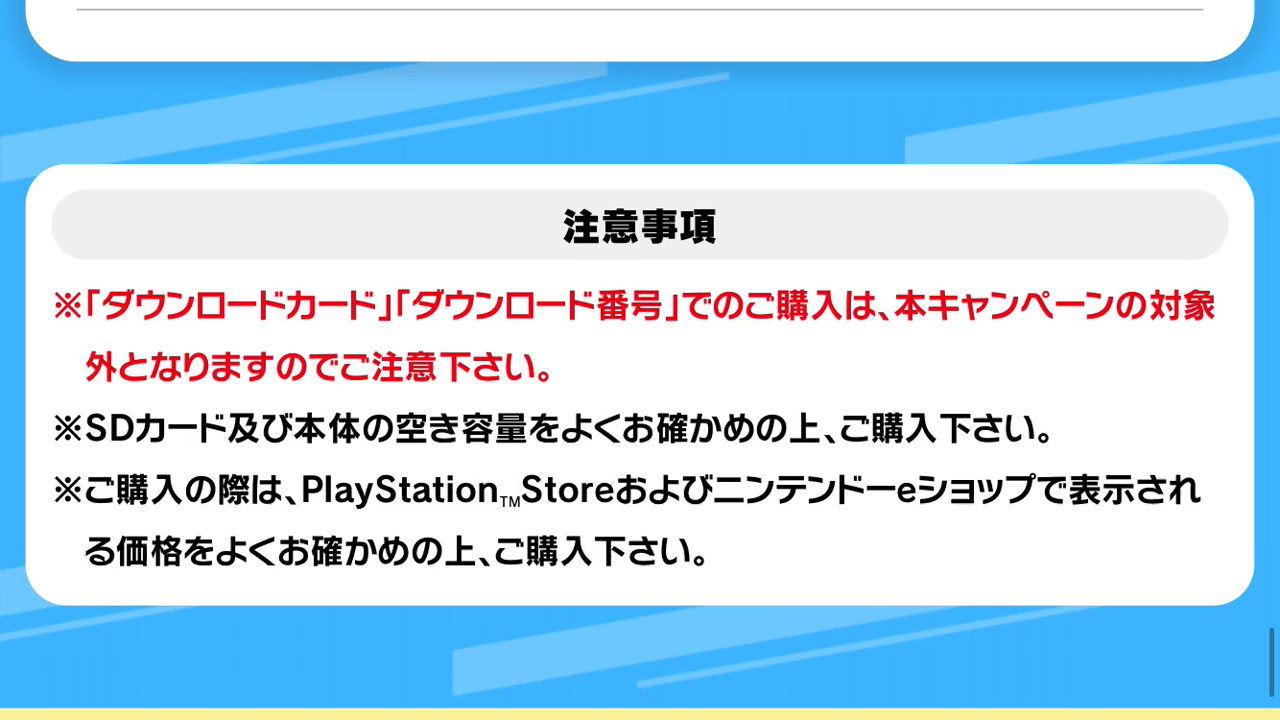 注意事項
※「ダウンロードカード」「ダウンロード番号」でのご購入は、本キャンペーンの対象
外となりますのでご注意下さい。
※SDカード及び本体の空き容量をよくお確かめの上、ご購入下さい。
※ご購入の際は、PlayStation™Storeおよびニンテンドーeショップで表示され
る価格をよくお確かめの上、ご購入下さい。